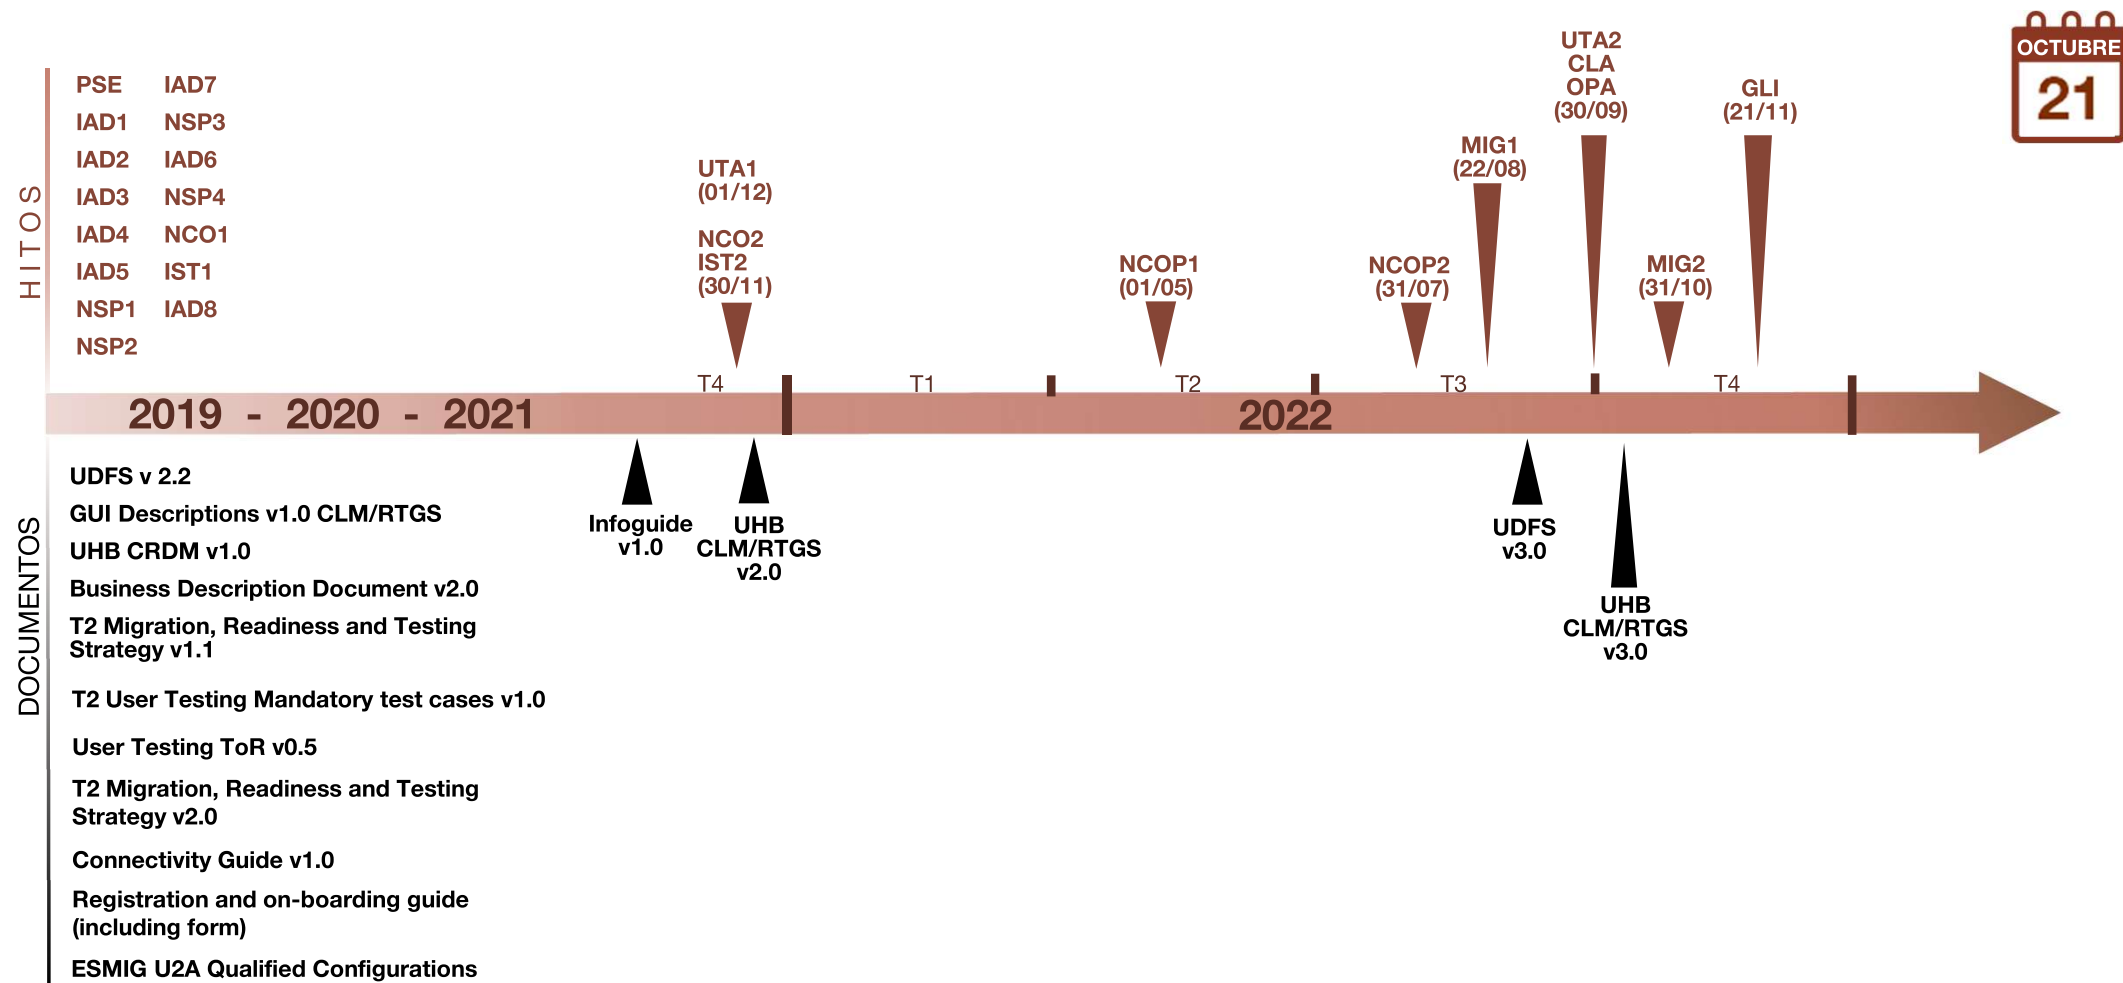 OCTUBRE
21
HITOS
PSE
IAD1
IAD2
IAD3
IAD4
IAD5
NSP1
NSP2
IAD7
NSP3
IAD6
NSP4
NCO1
IST1
IAD8
UTA1
(01/12)
NCO2
IST2
(30/11)
NCOP1
(01/05)
NCOP2
(31/07)
MIG1
(22/08)
UTA2
CLA
OPA
(30/09)
MIG2
(31/10)
GLI
(21/11)
T4
T1
T2
T3
T4
2019 - 2020 - 2021
2022
DOCUMENTOS
UDFS v 2.2
GUI Descriptions v1.0 CLM/RTGS
UHB CRDM v1.0
Business Description Document v2.0
T2 Migration, Readiness and Testing
Strategy v1.1
T2 User Testing Mandatory test cases v1.0
User Testing ToR v0.5
T2 Migration, Readiness and Testing
Strategy v2.0
Connectivity Guide v1.0
Registration and on-boarding guide
(including form)
ESMIG U2A Qualified Configurations
Infoguide
v1.0
UHB
CLM/RTGS
v2.0
UDFS
v3.0
UHB
CLM/RTGS
v3.0